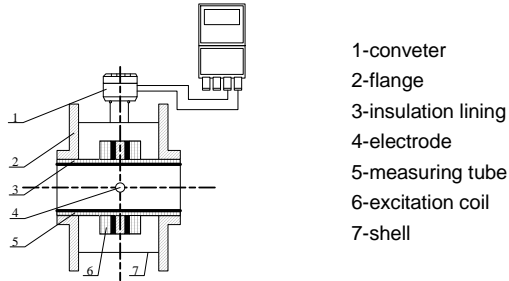 1-conveter
2-flange
3-insulation lining
4-electrode
5-measuring tube
6-excitation coil
7-shell
1
2
3
4
5
6
7